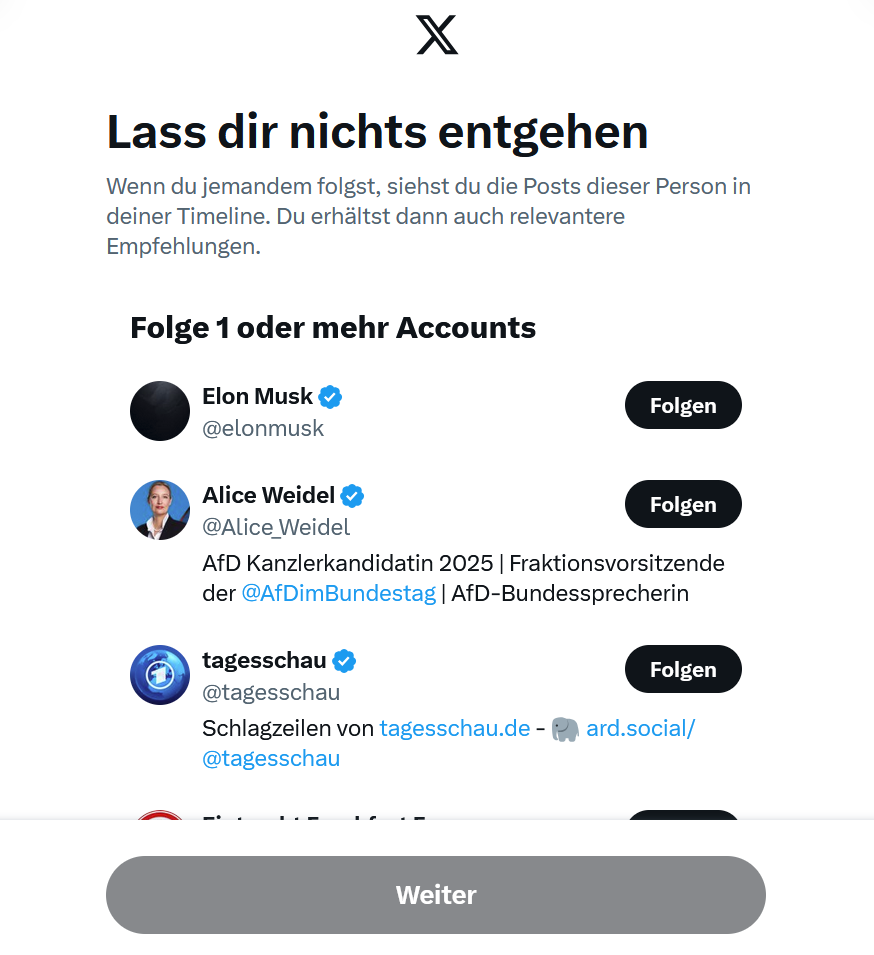 Lass dir nichts entgehen
Wenn du jemandem folgst, siehst du die Posts dieser Person in
deiner Timeline. Du erhältst dann auch relevantere
Empfehlungen.
Folge 1 oder mehr Accounts
Elon Musk
@elonmusk
Folgen
Alice Weidel
@Alice_Weidel
Folgen
AfD Kanzlerkandidatin 2025 | Fraktionsvorsitzende
der @AfDimBundestag | AfD-Bundessprecherin
tagesschau
@tagesschau
Folgen
Schlagzeilen von tagesschau.de - 🐘 ard.social/
@tagesschau
Weiter